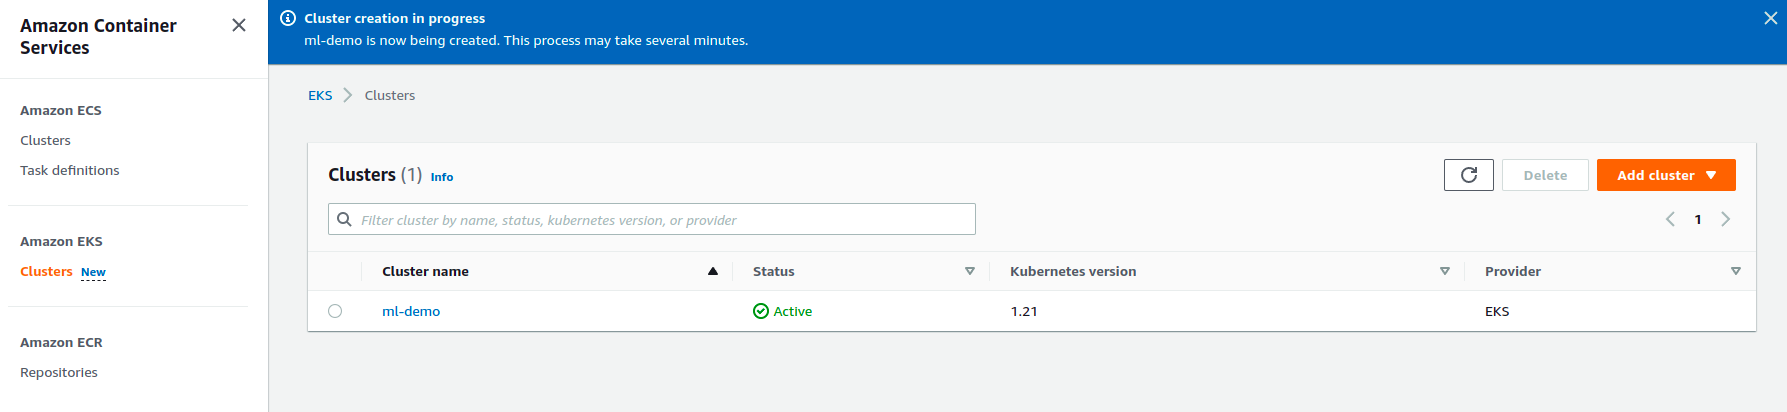 Amazon Container
Services
Amazon ECS
Clusters
Task definitions
Amazon EKS
Clusters New
Amazon ECR
Repositories
Cluster creation in progress
ml-demo is now being created. This process may take several minutes.
EKS Clusters
Clusters (1) Info
Delete
Add cluster
Filter cluster by name, status, kubernetes version, or provider
1
Cluster name Status Kubernetes version Provider
ml-demo Active 1.21 EKS